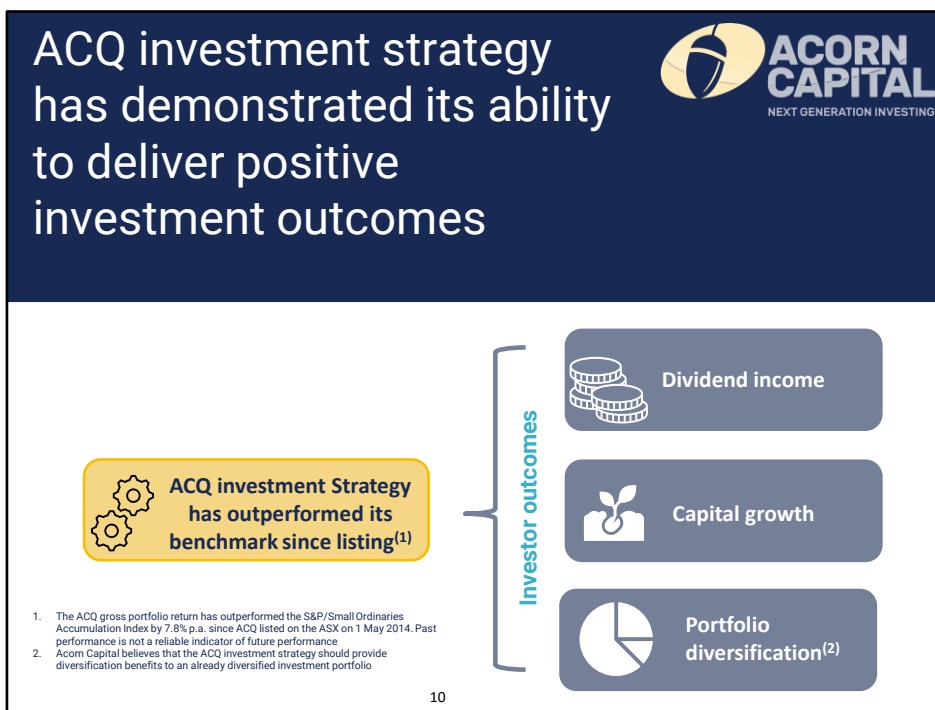 ACQ investment strategy
has demonstrated its ability
to deliver positive
investment outcomes
ACORN
CAPITAL
NEXT GENERATION INVESTING
ACQ investment Strategy
has outperformed its
benchmark since listing(1)
Investor outcomes
Dividend income
Capital growth
Portfolio
diversification(2)
1. The ACQ gross portfolio return has outperformed the S&P/Small Ordinaries
Accumulation Index by 7.8% p.a. since ACQ listed on the ASX on 1 May 2014. Past
performance is not a reliable indicator of future performance
2. Acorn Capital believes that the ACQ investment strategy should provide
diversification benefits to an already diversified investment portfolio
10